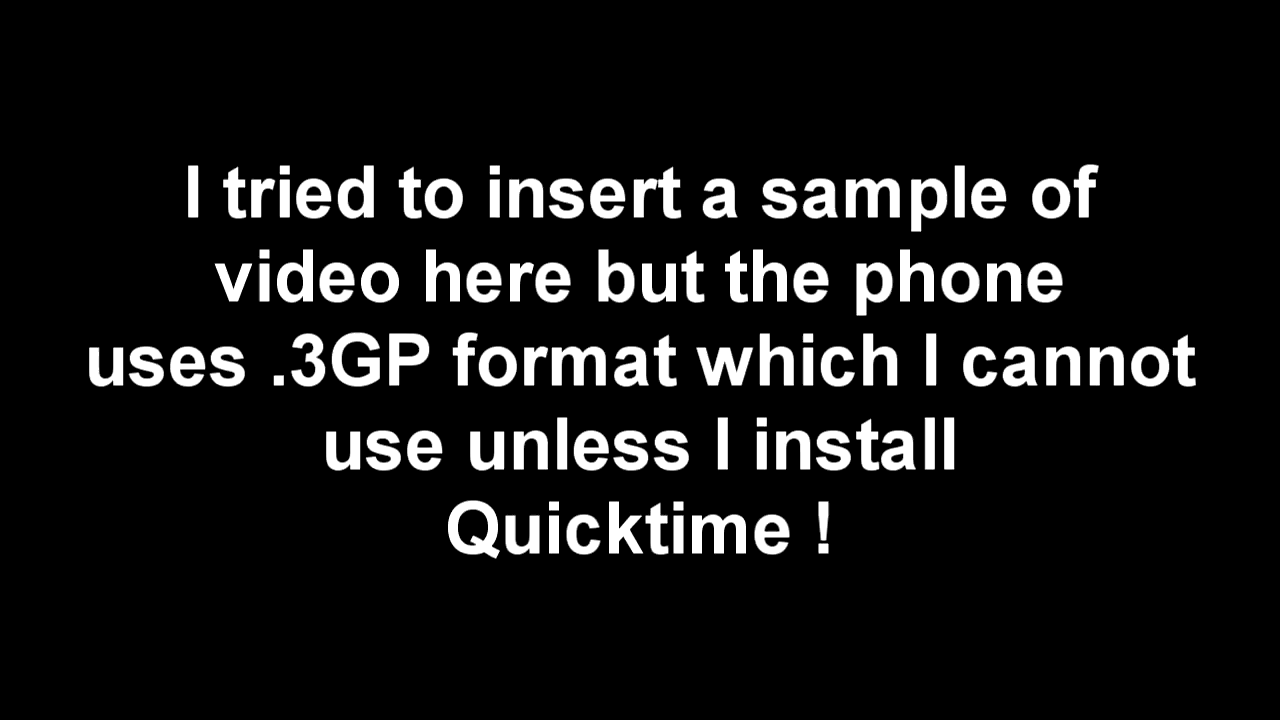 I tried to insert a sample of
video here but the phone
uses .3GP format which I cannot
use unless I install
Quicktime !